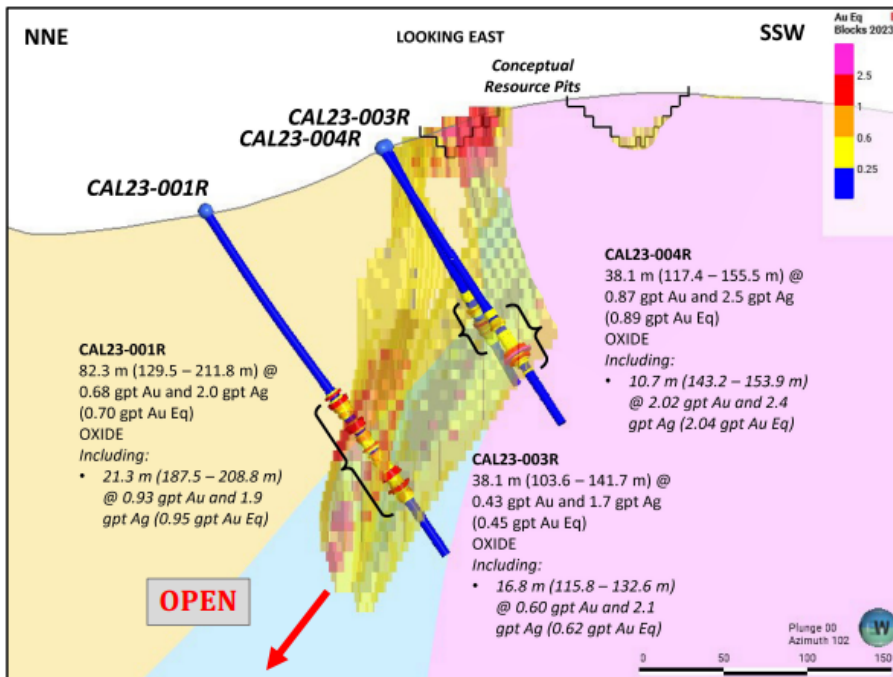 NNE
LOOKING EAST
SSW
Au Eq
Blocks 2023
2.5
1
0.6
0.25
Conceptual
Resource Pits
CAL23-003R
CAL23-004R
CAL23-001R
CAL23-004R
38.1 m (117.4 – 155.5 m) @
0.87 gpt Au and 2.5 gpt Ag
(0.89 gpt Au Eq)
OXIDE
Including:
• 10.7 m (143.2 – 153.9 m)
@ 2.02 gpt Au and 2.4
gpt Ag (2.04 gpt Au Eq)
CAL23-001R
82.3 m (129.5 – 211.8 m) @
0.68 gpt Au and 2.0 gpt Ag
(0.70 gpt Au Eq)
OXIDE
Including:
• 21.3 m (187.5 – 208.8 m)
@ 0.93 gpt Au and 1.9
gpt Ag (0.95 gpt Au Eq)
CAL23-003R
38.1 m (103.6 – 141.7 m) @
0.43 gpt Au and 1.7 gpt Ag
(0.45 gpt Au Eq)
OXIDE
Including:
• 16.8 m (115.8 – 132.6 m)
@ 0.60 gpt Au and 2.1
gpt Ag (0.62 gpt Au Eq)
OPEN
Plunge 00
Azimuth 102
W
0 50 100 150